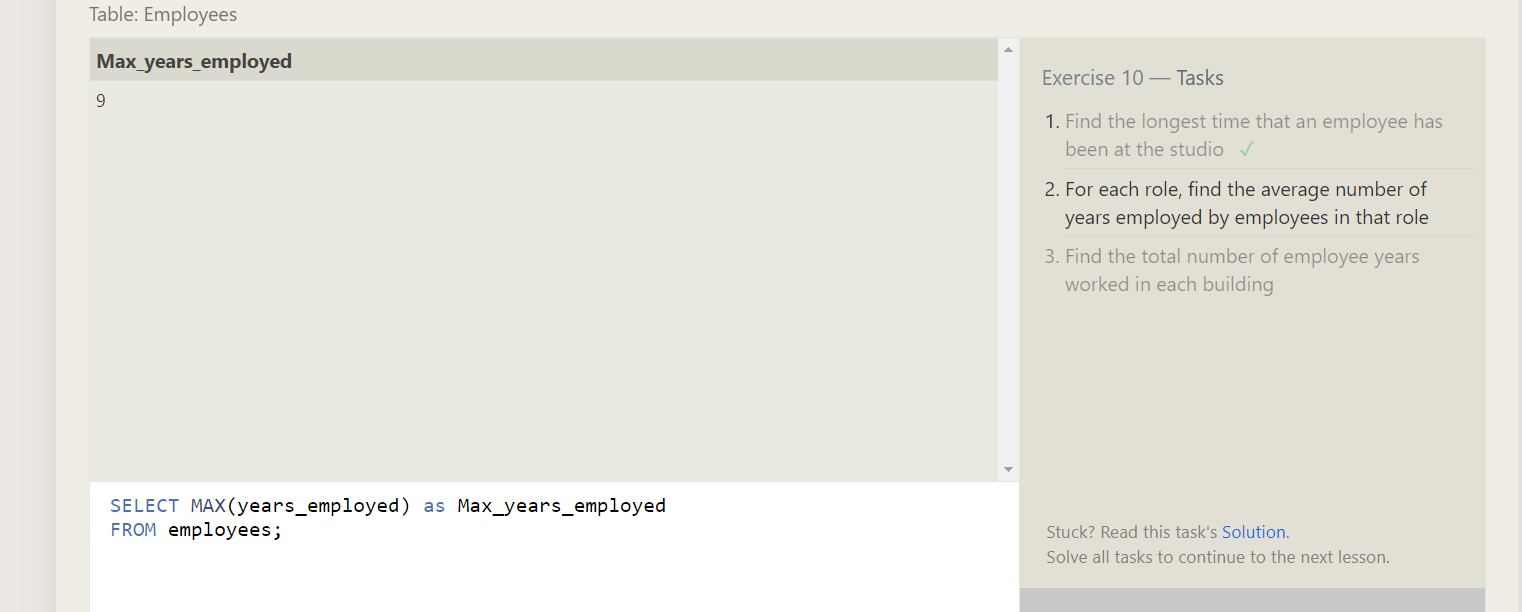 Table: Employees
Max_years_employed
9
SELECT MAX(years_employed) as Max_years_employed
FROM employees;
Exercise 10 — Tasks
1. Find the longest time that an employee has
been at the studio ✓
2. For each role, find the average number of
years employed by employees in that role
3. Find the total number of employee years
worked in each building
Stuck? Read this task's Solution.
Solve all tasks to continue to the next lesson.